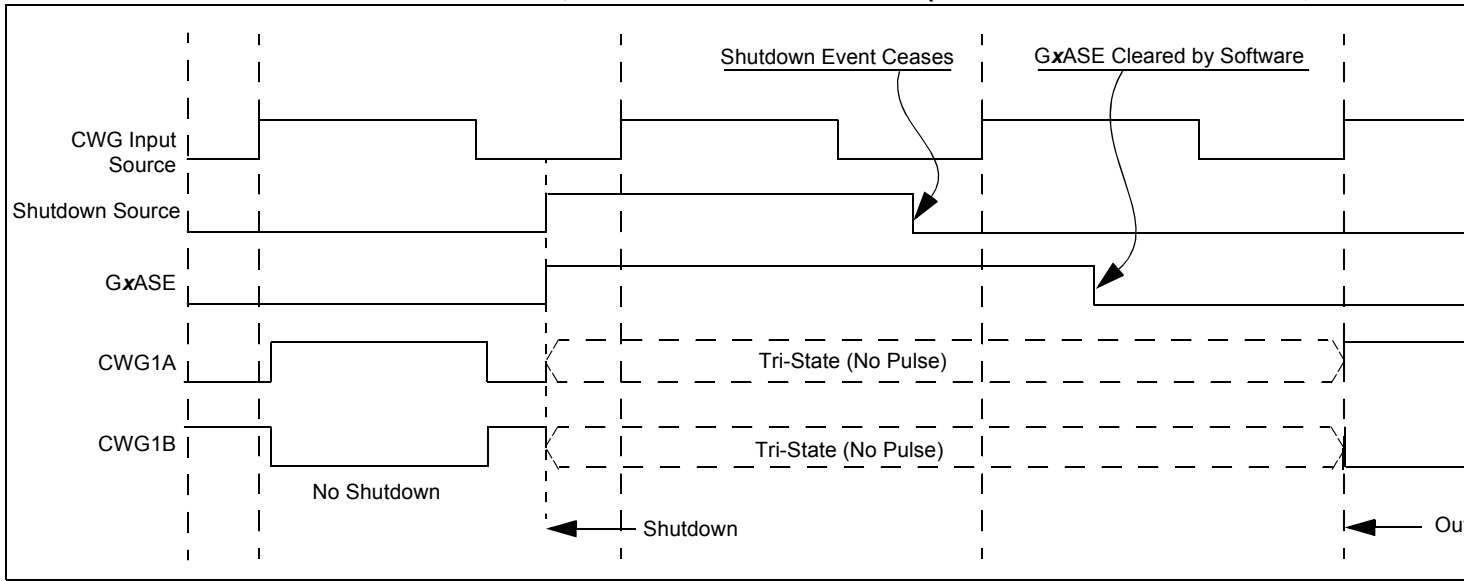 Shutdown Event Ceases
GxASE Cleared by Software
CWG Input
Source
Shutdown Source
GxASE
CWG1A
Tri-State (No Pulse)
CWG1B
Tri-State (No Pulse)
No Shutdown
Shutdown